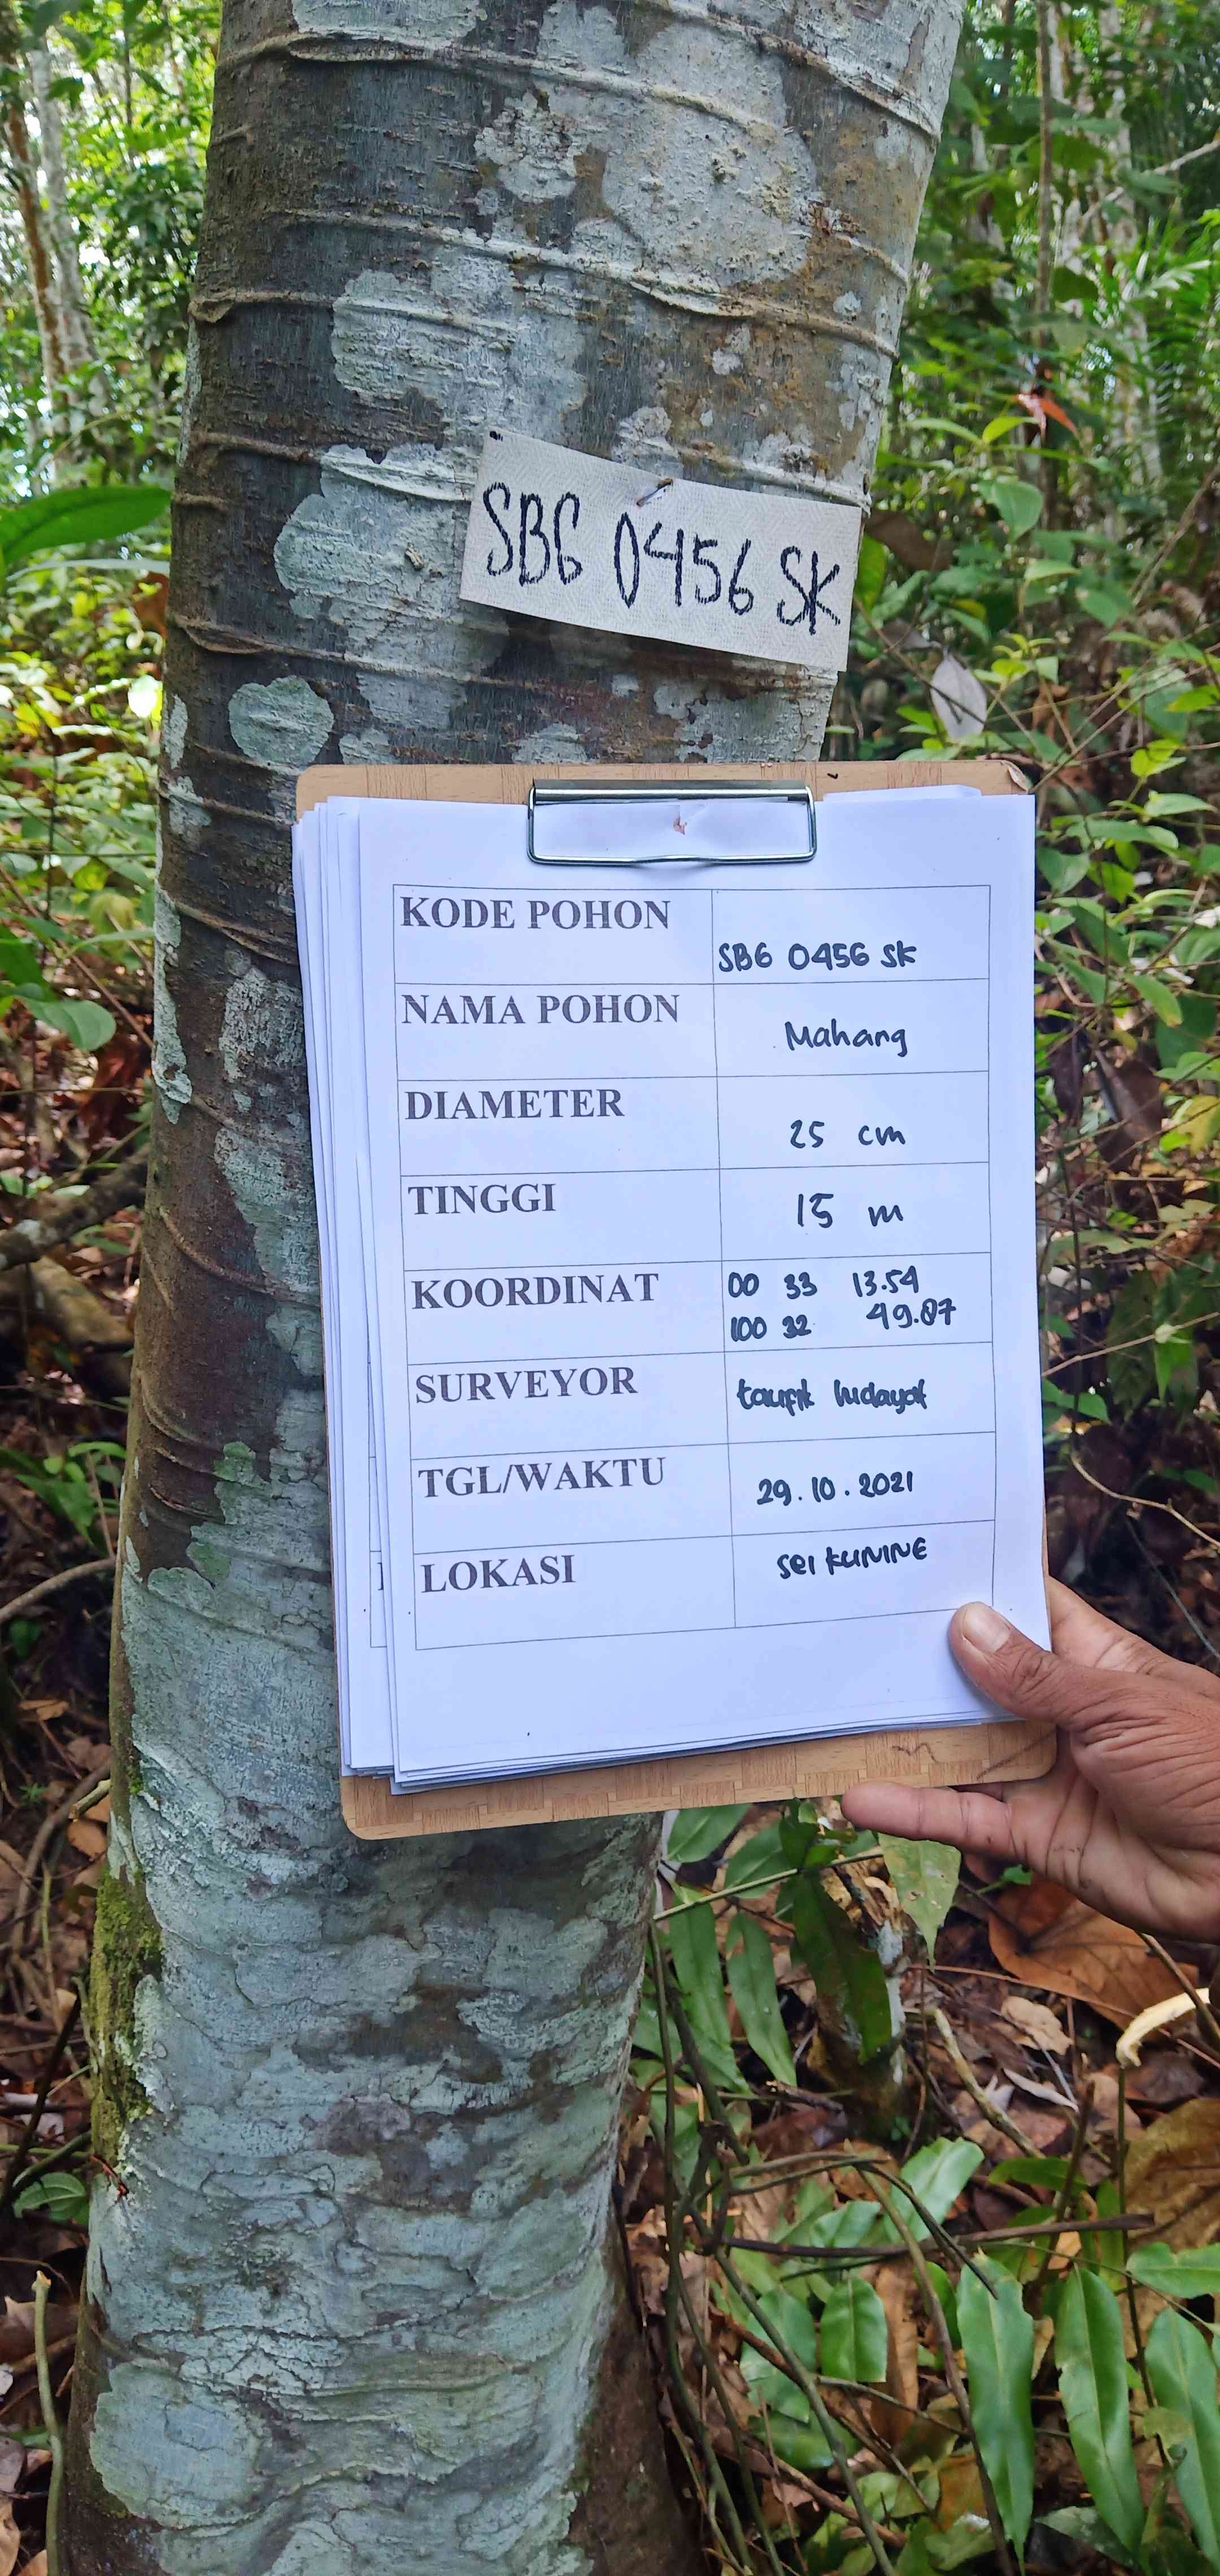 SBG 0456 SK
KODE POHON
SBG 0456 SK
NAMA POHON
Mahang
DIAMETER
25 cm
TINGGI
15 m
KOORDINAT
00 33 13.54
100 32 49.07
SURVEYOR
taufik hidayat
TGL/WAKTU
29.10.2021
LOKASI
sei KUNINE